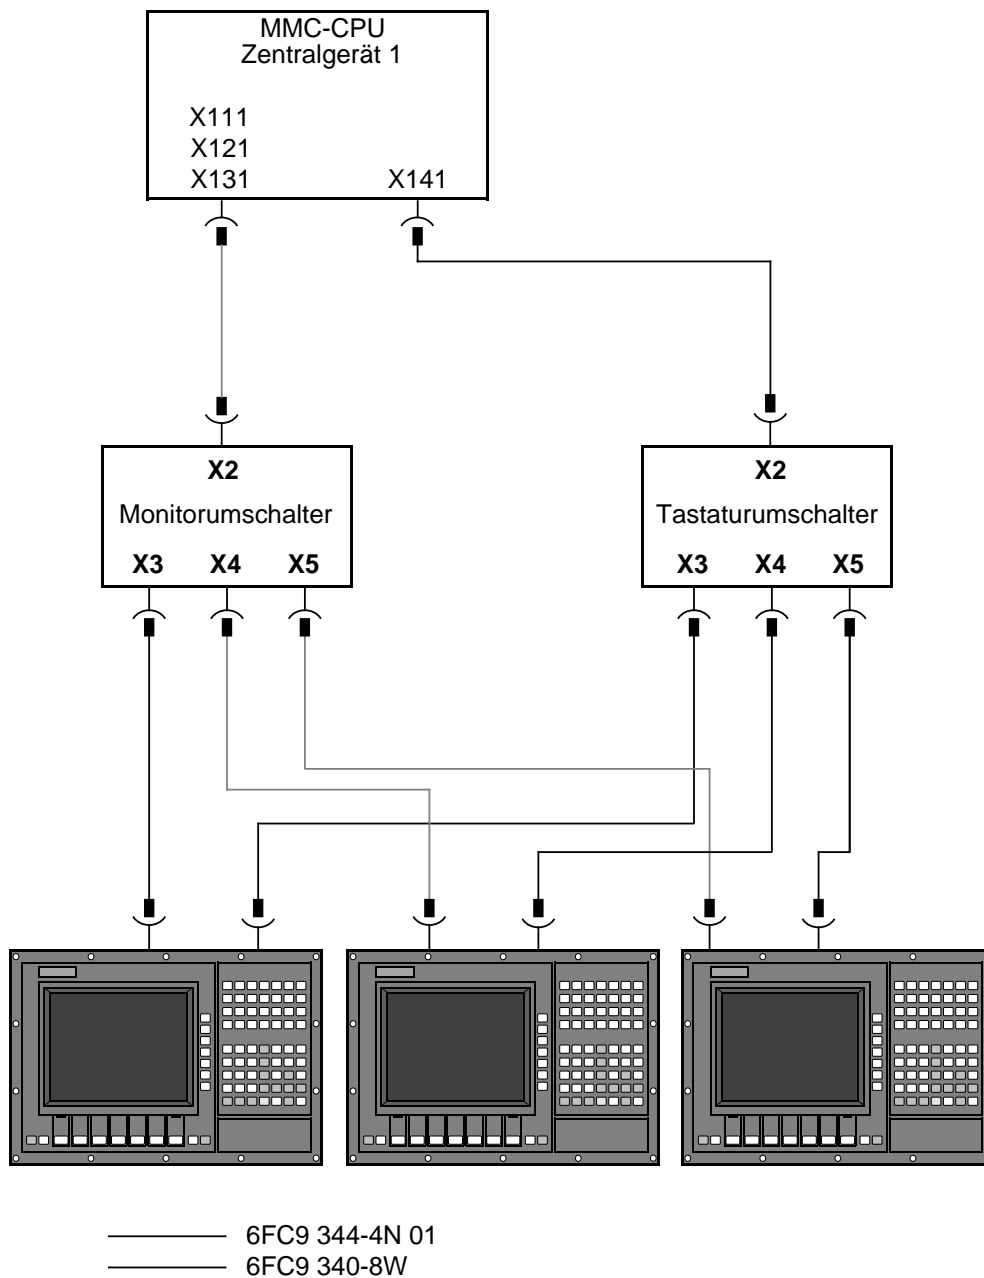 MMC-CPU
Zentralgerät 1
X111
X121
X131 X141
X2 X2
Monitorumschalter Tastaturumschalter
X3 X4 X5 X3 X4 X5
6FC9 344-4N 01
6FC9 340-8W